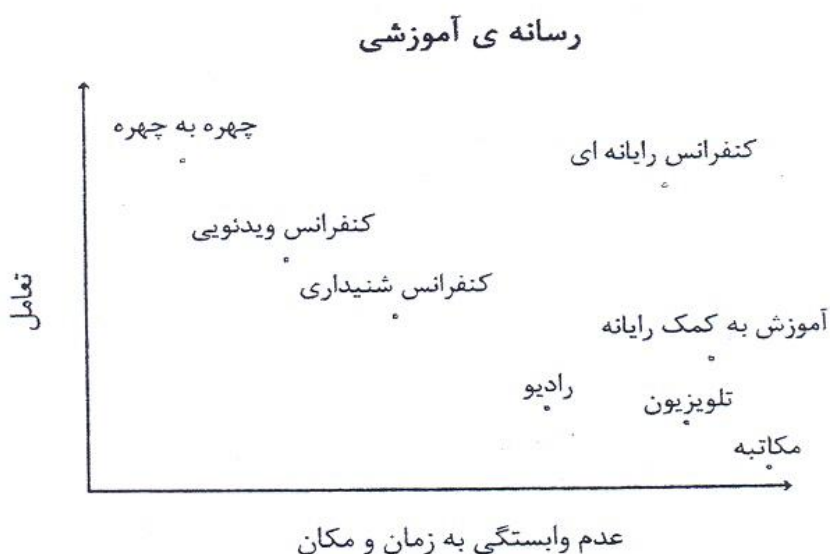 رسانه ی آموزشی
چهره به چهره
کنفرانس رایانه ای
کنفرانس ویدئویی
کنفرانس شنیداری
تعامل
آموزش به کمک رایانه
رادیو
تلویزیون
مکاتبه
عدم وابستگی به زمان و مکان